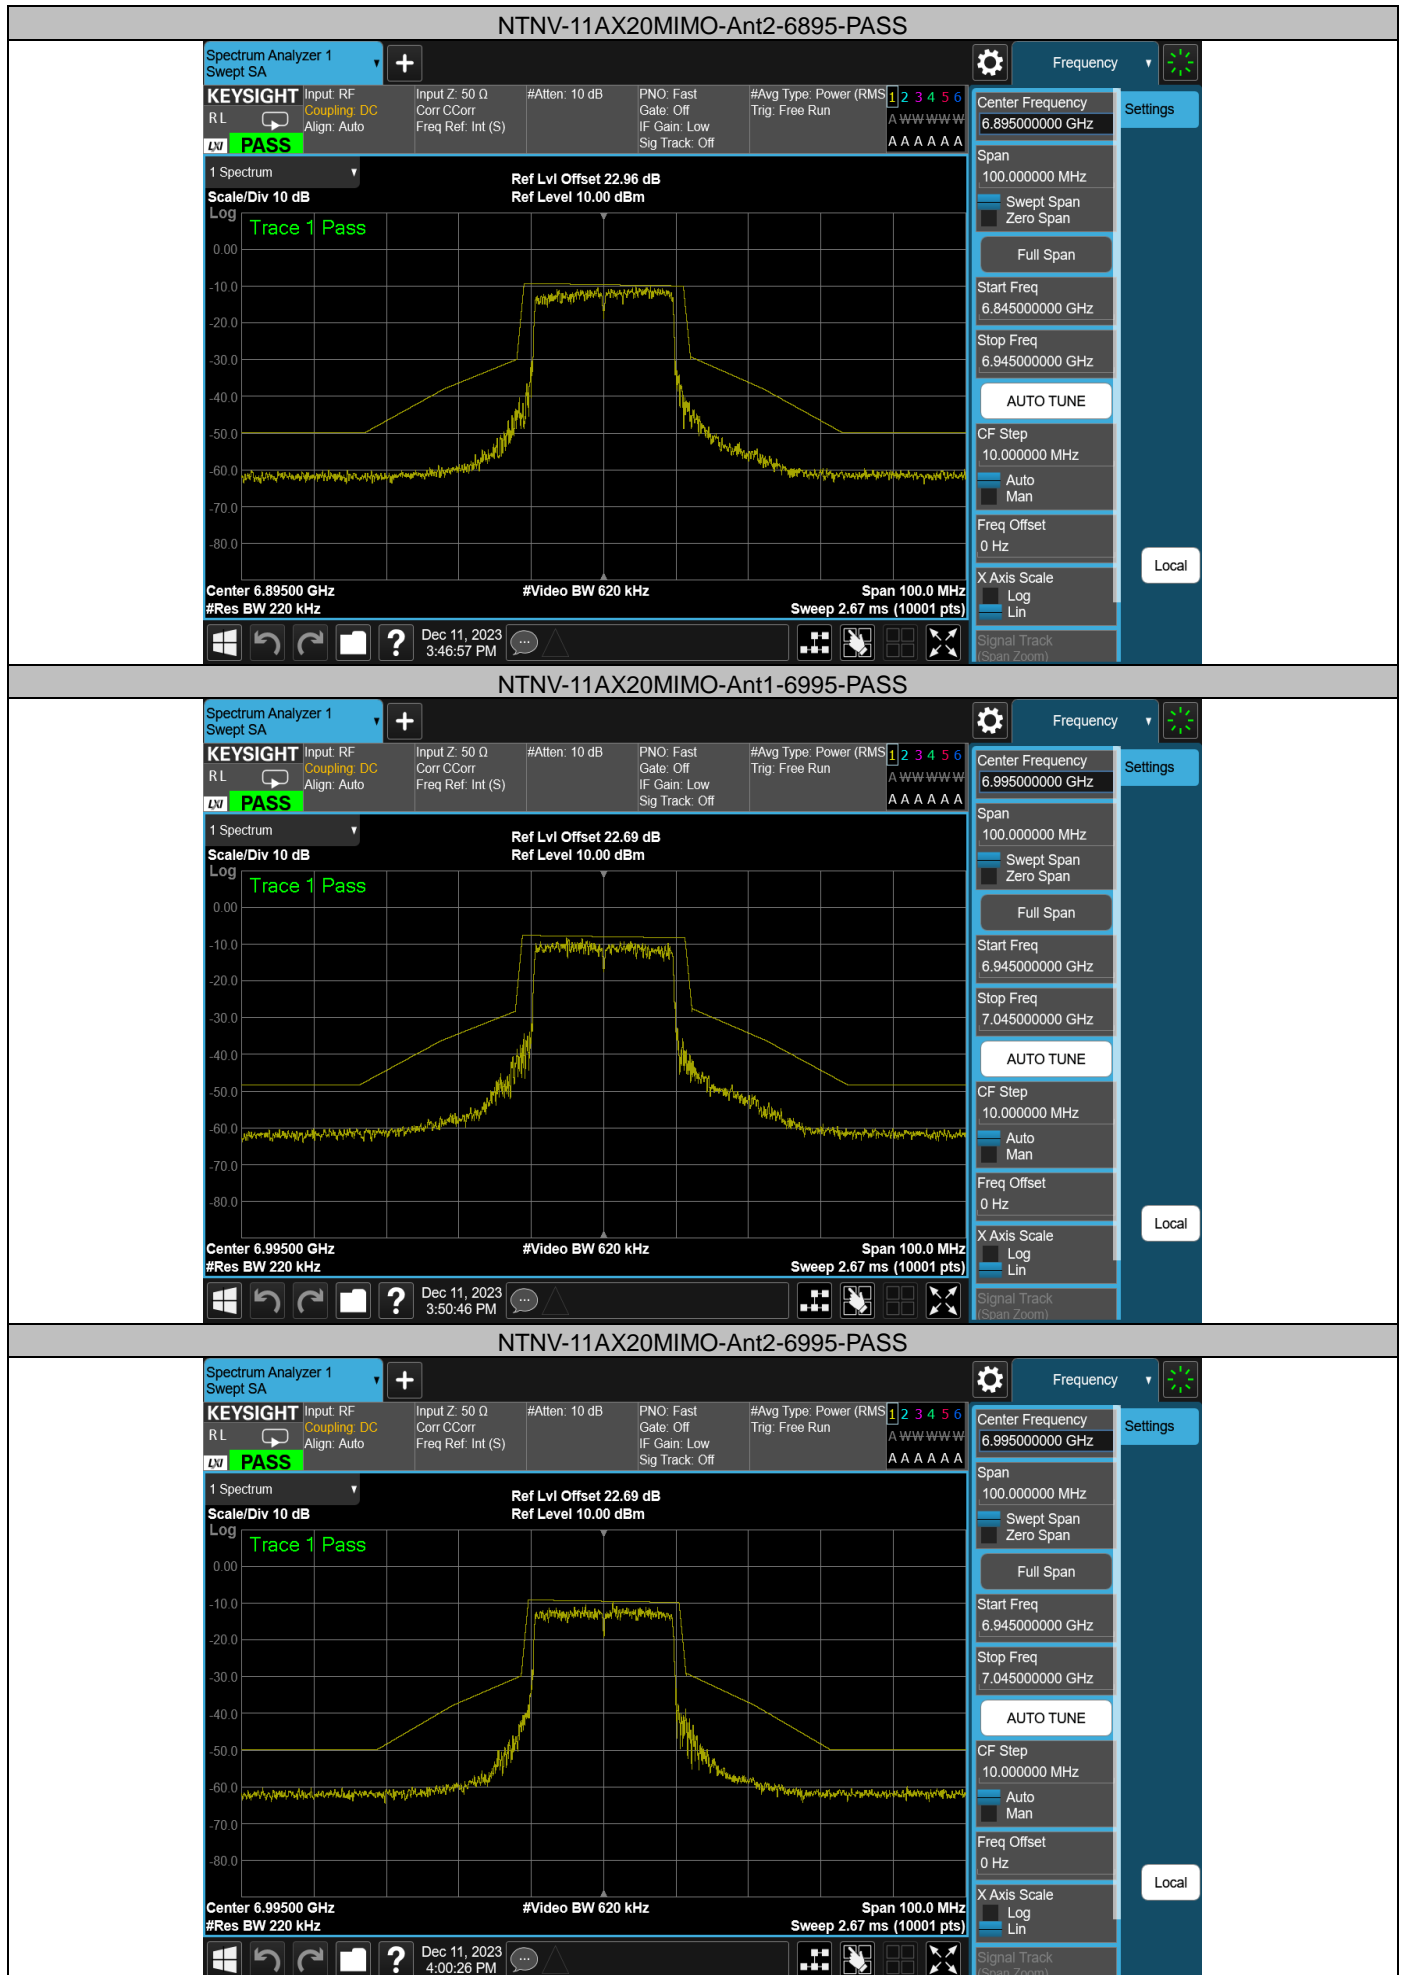 NTNV-11AX20MIMO-Ant2-6895-PASS
Spectrum Analyzer 1
Swept SA
Frequency
KEYSIGHT
R L
LXI
PASS
Input: RF
Coupling: DC
Align: Auto
Input Z: 50 Ω
Corr CCorr
Freq Ref: Int (S)
#Atten: 10 dB
PNO: Fast
Gate: Off
IF Gain: Low
Sig Track: Off
#Avg Type: Power (RMS
Trig: Free Run
1 2 3 4 5 6
A W W W W W
A A A A A A
1 Spectrum
Scale/Div 10 dB
Ref Lvl Offset 22.96 dB
Ref Level 10.00 dBm
Log
Trace 1 Pass
0.00
-10.0
-20.0
-30.0
-40.0
-50.0
-60.0
-70.0
-80.0
Center 6.89500 GHz
#Video BW 620 kHz
Span 100.0 MHz
#Res BW 220 kHz
Sweep 2.67 ms (10001 pts)
Dec 11, 2023
3:46:57 PM
Center Frequency
6.895000000 GHz
Settings
Span
100.000000 MHz
Swept Span
Zero Span
Full Span
Start Freq
6.845000000 GHz
Stop Freq
6.945000000 GHz
AUTO TUNE
CF Step
10.000000 MHz
Auto
Man
Freq Offset
0 Hz
X Axis Scale
Log
Lin
Local
Signal Track
(Span Zoom)
NTNV-11AX20MIMO-Ant1-6995-PASS
Spectrum Analyzer 1
Swept SA
Frequency
KEYSIGHT
R L
LXI
PASS
Input: RF
Coupling: DC
Align: Auto
Input Z: 50 Ω
Corr CCorr
Freq Ref: Int (S)
#Atten: 10 dB
PNO: Fast
Gate: Off
IF Gain: Low
Sig Track: Off
#Avg Type: Power (RMS
Trig: Free Run
1 2 3 4 5 6
A W W W W W
A A A A A A
1 Spectrum
Scale/Div 10 dB
Ref Lvl Offset 22.69 dB
Ref Level 10.00 dBm
Log
Trace 1 Pass
0.00
-10.0
-20.0
-30.0
-40.0
-50.0
-60.0
-70.0
-80.0
Center 6.99500 GHz
#Video BW 620 kHz
Span 100.0 MHz
#Res BW 220 kHz
Sweep 2.67 ms (10001 pts)
Dec 11, 2023
3:50:46 PM
Center Frequency
6.995000000 GHz
Settings
Span
100.000000 MHz
Swept Span
Zero Span
Full Span
Start Freq
6.945000000 GHz
Stop Freq
7.045000000 GHz
AUTO TUNE
CF Step
10.000000 MHz
Auto
Man
Freq Offset
0 Hz
X Axis Scale
Log
Lin
Local
Signal Track
(Span Zoom)
NTNV-11AX20MIMO-Ant2-6995-PASS
Spectrum Analyzer 1
Swept SA
Frequency
KEYSIGHT
R L
LXI
PASS
Input: RF
Coupling: DC
Align: Auto
Input Z: 50 Ω
Corr CCorr
Freq Ref: Int (S)
#Atten: 10 dB
PNO: Fast
Gate: Off
IF Gain: Low
Sig Track: Off
#Avg Type: Power (RMS
Trig: Free Run
1 2 3 4 5 6
A W W W W W
A A A A A A
1 Spectrum
Scale/Div 10 dB
Ref Lvl Offset 22.69 dB
Ref Level 10.00 dBm
Log
Trace 1 Pass
0.00
-10.0
-20.0
-30.0
-40.0
-50.0
-60.0
-70.0
-80.0
Center 6.99500 GHz
#Video BW 620 kHz
Span 100.0 MHz
#Res BW 220 kHz
Sweep 2.67 ms (10001 pts)
Dec 11, 2023
4:00:26 PM
Center Frequency
6.995000000 GHz
Settings
Span
100.000000 MHz
Swept Span
Zero Span
Full Span
Start Freq
6.945000000 GHz
Stop Freq
7.045000000 GHz
AUTO TUNE
CF Step
10.000000 MHz
Auto
Man
Freq Offset
0 Hz
X Axis Scale
Log
Lin
Local
Signal Track
(Span Zoom)